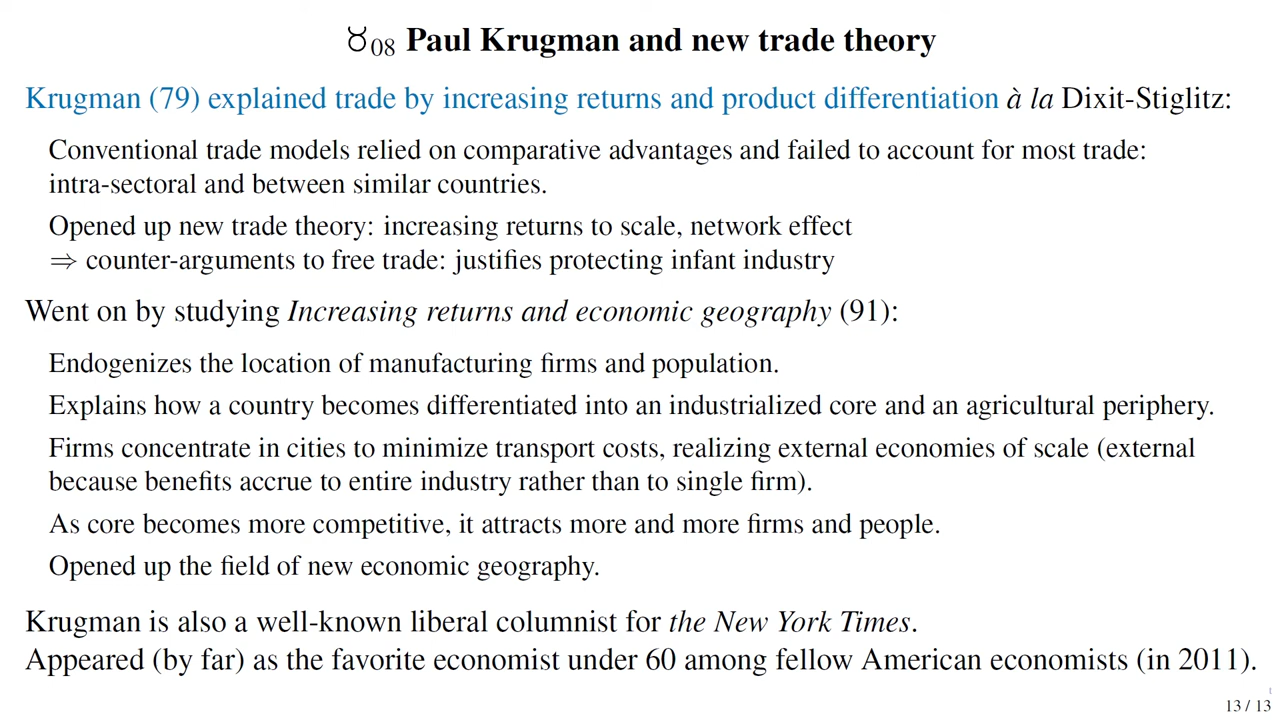 ♉08 Paul Krugman and new trade theory
Krugman (79) explained trade by increasing returns and product differentiation à la Dixit-Stiglitz:
Conventional trade models relied on comparative advantages and failed to account for most trade:
intra-sectoral and between similar countries.
Opened up new trade theory: increasing returns to scale, network effect
⇒ counter-arguments to free trade: justifies protecting infant industry
Went on by studying Increasing returns and economic geography (91):
Endogenizes the location of manufacturing firms and population.
Explains how a country becomes differentiated into an industrialized core and an agricultural periphery.
Firms concentrate in cities to minimize transport costs, realizing external economies of scale (external
because benefits accrue to entire industry rather than to single firm).
As core becomes more competitive, it attracts more and more firms and people.
Opened up the field of new economic geography.
Krugman is also a well-known liberal columnist for the New York Times.
Appeared (by far) as the favorite economist under 60 among fellow American economists (in 2011).
13 / 13